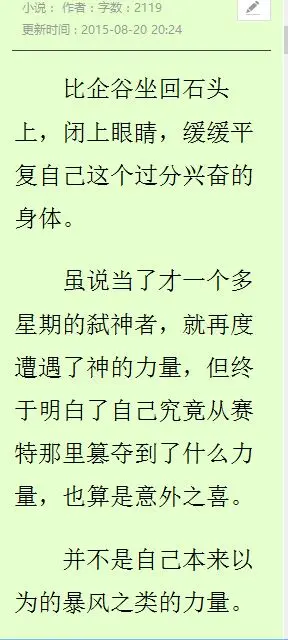 小说： 作者：字数：2119
更新时间：2015-08-20 20:24
比企谷坐回石头
上，闭上眼睛，缓缓平
复自己这个过分兴奋的
身体。
虽说当了才一个多
星期的弑神者，就再度
遭遇了神的力量，但终
于明白了自己究竟从赛
特那里篡夺到了什么力
量，也算是意外之喜。
并不是自己本来以
为的暴风之类的力量。